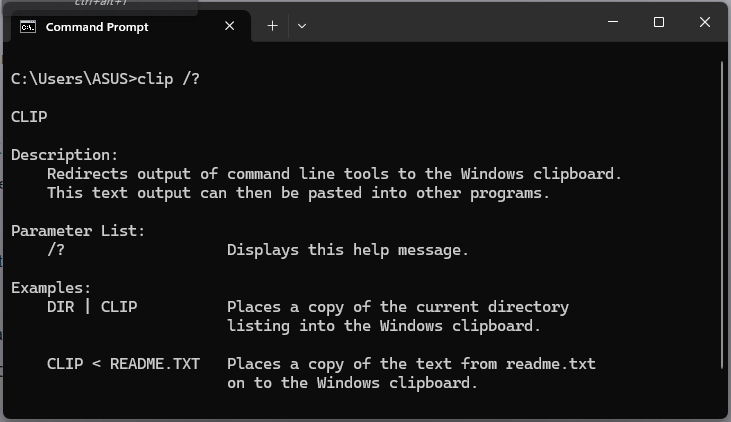 ctrl+alt+T
Command Prompt
C:\Users\ASUS>clip /?
CLIP
Description:
Redirects output of command line tools to the Windows clipboard.
This text output can then be pasted into other programs.
Parameter List:
/? Displays this help message.
Examples:
DIR | CLIP Places a copy of the current directory
listing into the Windows clipboard.
CLIP < README.TXT Places a copy of the text from readme.txt
on to the Windows clipboard.